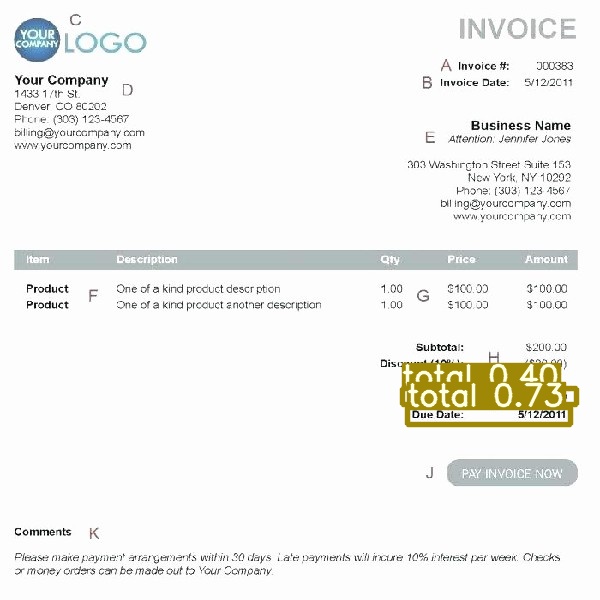 C
YOUR COMPANY LOGO
INVOICE
A Invoice #: 000383
B Invoice Date: 5/12/2011
Your Company D
1433 17th St.
Denver, CO 80202
Phone: (303) 123-4567
billing@yourcompany.com
www.yourcompany.com
Business Name
E Attention: Jennifer Jones
303 Washington Street Suite 153
New York, NY 10292
Phone: (303) 123-4567
billing@yourcompany.com
www.yourcompany.com
Item Description Qty Price Amount
Product One of a kind product description 1.00 $100.00 $100.00
F G
Product One of a kind product another description 1.00 $100.00 $100.00
Subtotal: $200.00
Discount (10%): H ($20.00)
total 0.40
total 0.73
Due Date: 5/12/2011
J PAY INVOICE NOW
Comments K
Please make payment arrangements within 30 days. Late payments will incure 10% interest per week. Checks
or money orders can be made out to Your Company.